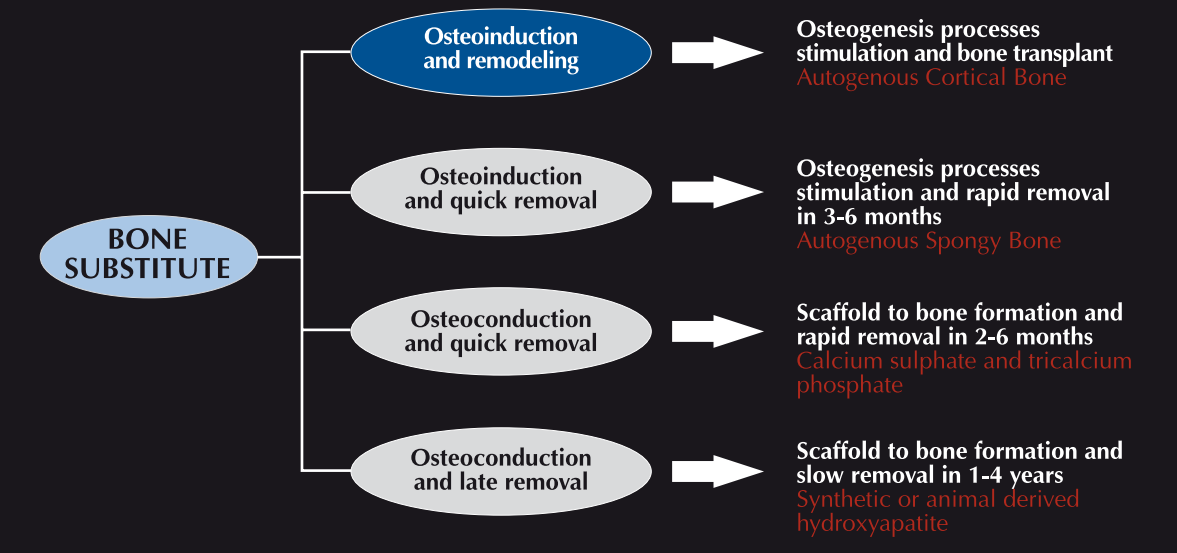 BONE
SUBSTITUTE
Osteoinduction
and remodeling
Osteogenesis processes
stimulation and bone transplant
Autogenous Cortical Bone
Osteoinduction
and quick removal
Osteogenesis processes
stimulation and rapid removal
in 3-6 months
Autogenous Spongy Bone
Osteoconduction
and quick removal
Scaffold to bone formation and
rapid removal in 2-6 months
Calcium sulphate and tricalcium
phosphate
Osteoconduction
and late removal
Scaffold to bone formation and
slow removal in 1-4 years
Synthetic or animal derived
hydroxyapatite